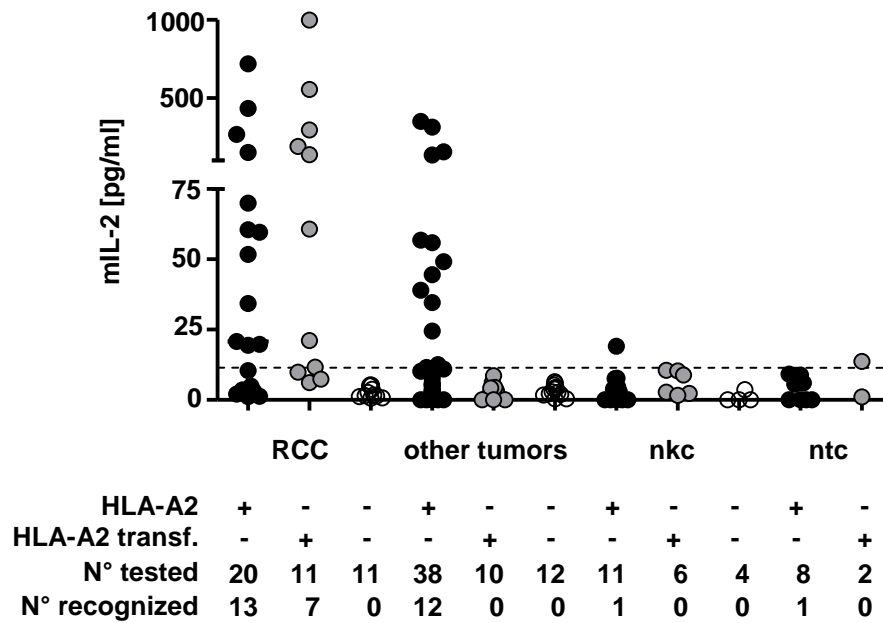 1000
500
75
50
25
0
mIL-2 [pg/ml]
RCC other tumors nkc ntc
HLA-A2 + - - + - - + - - + -
HLA-A2 transf. - + - - + - - + - - +
N° tested 20 11 11 38 10 12 11 6 4 8 2
N° recognized 13 7 0 12 0 0 1 0 0 1 0